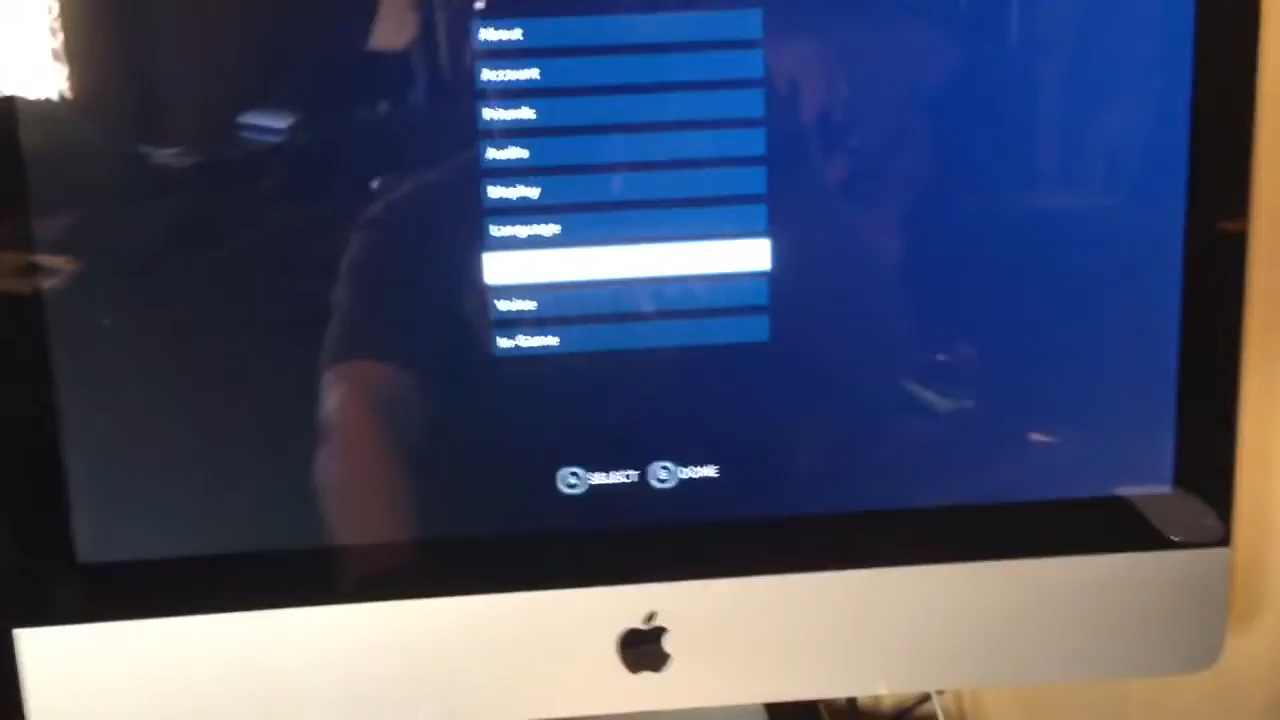 About
Account
Friends
Audio
Display
Language
Voice
In-Game
SELECT DONE